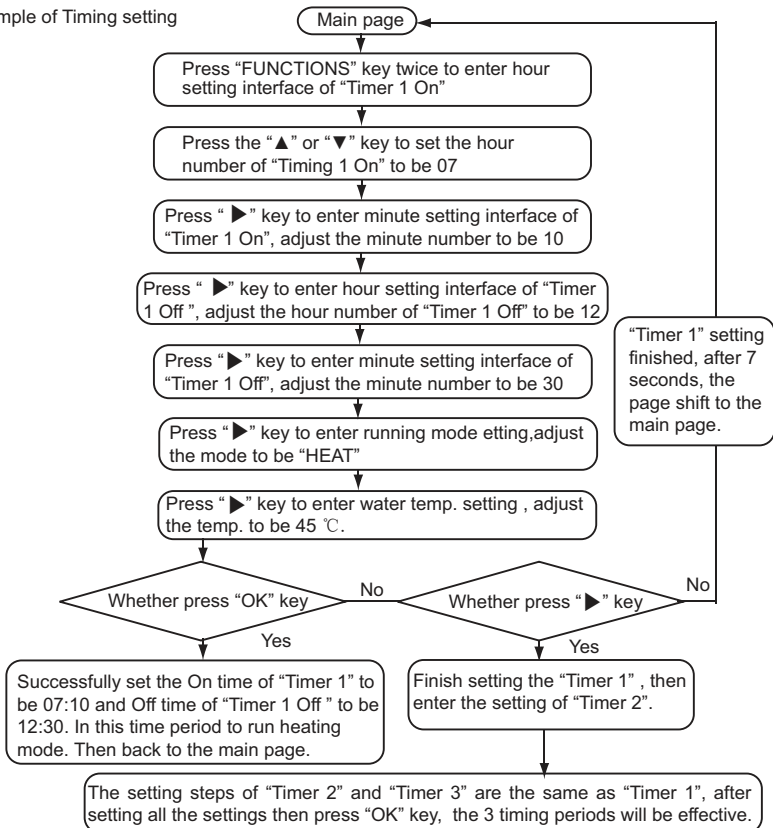 mple of Timing setting
Main page
Press “FUNCTIONS” key twice to enter hour
setting interface of “Timer 1 On”
Press the “▲” or “▼” key to set the hour
number of “Timing 1 On” to be 07
Press “ ▶” key to enter minute setting interface of
“Timer 1 On”, adjust the minute number to be 10
Press “ ▶” key to enter hour setting interface of “Timer
1 Off ”, adjust the hour number of “Timer 1 Off” to be 12
Press “▶” key to enter minute setting interface of
“Timer 1 Off”, adjust the minute number to be 30
Press “▶” key to enter running mode etting,adjust
the mode to be “HEAT”
Press “▶” key to enter water temp. setting , adjust
the temp. to be 45 ℃.
“Timer 1” setting
finished, after 7
seconds, the
page shift to the
main page.
Whether press “OK” key
No
Whether press “▶” key
No
Yes
Yes
Successfully set the On time of “Timer 1” to
be 07:10 and Off time of “Timer 1 Off ” to be
12:30. In this time period to run heating
mode. Then back to the main page.
Finish setting the “Timer 1” , then
enter the setting of “Timer 2”.
The setting steps of “Timer 2” and “Timer 3” are the same as “Timer 1”, after
setting all the settings then press “OK” key, the 3 timing periods will be effective.